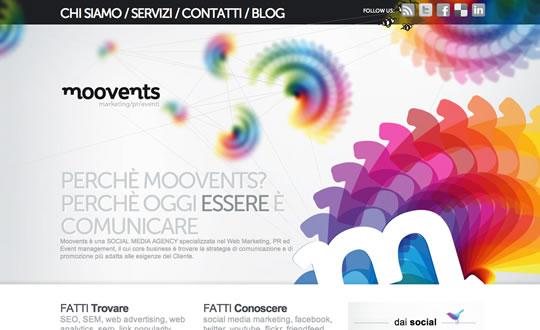 CHI SIAMO / SERVIZI / CONTATTI / BLOG
FOLLOW US:
moovents
marketing/pr/eventi
PERCHÈ MOOVENTS?
PERCHÈ OGGI ESSERE È
COMUNICARE
Moovents è una SOCIAL MEDIA AGENCY specializzata nel Web Marketing, PR ed
Event management, il cui core business è trovare la strategia di comunicazione e di
promozione più adatta alle esigenze del Cliente.
m
FATTI Trovare
SEO, SEM, web advertising, web
analytics, sem, link popularity
FATTI Conoscere
social media marketing, facebook,
twitter, youtube, flickr, friendfeed
dai social